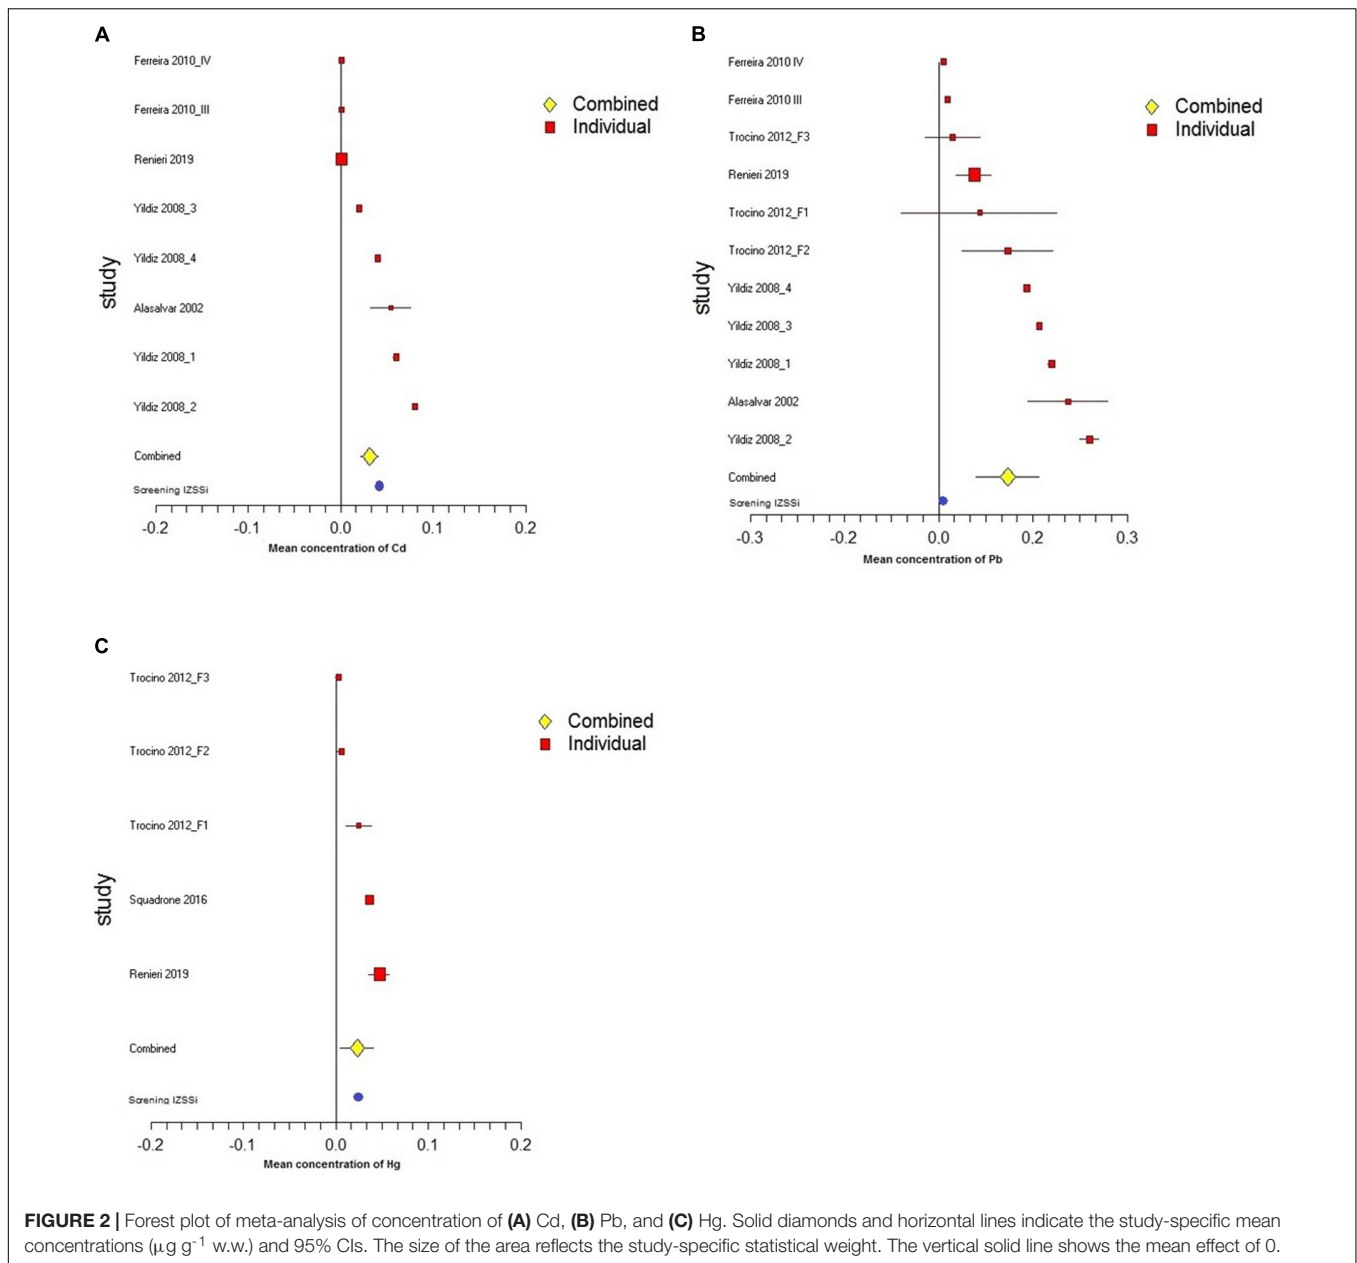 A
Ferreira 2010_IV
Ferreira 2010_III
Renieri 2019
Yildiz 2008_3
Yildiz 2008_4
Alasalvar 2002
Yildiz 2008_1
Yildiz 2008_2
Combined
Screening IZSSi
study
Combined
Individual
-0.2 -0.1 0.0 0.1 0.2
Mean concentration of Cd
B
Ferreira 2010 IV
Ferreira 2010 III
Trocino 2012_F3
Renieri 2019
Trocino 2012_F1
Trocino 2012_F2
Yildiz 2008_4
Yildiz 2008_3
Yildiz 2008_1
Alasalvar 2002
Yildiz 2008_2
Combined
Screning IZSSi
study
Combined
Individual
-0.3 -0.2 0.0 0.2 0.3
Mean concentration of Pb
C
Trocino 2012_F3
Trocino 2012_F2
Trocino 2012_F1
Squadrone 2016
Renieri 2019
Combined
Screning IZSSi
study
Combined
Individual
-0.2 -0.1 0.0 0.1 0.2
Mean concentration of Hg
FIGURE 2 | Forest plot of meta-analysis of concentration of (A) Cd, (B) Pb, and (C) Hg. Solid diamonds and horizontal lines indicate the study-specific mean
concentrations (μg g-1 w.w.) and 95% CIs. The size of the area reflects the study-specific statistical weight. The vertical solid line shows the mean effect of 0.